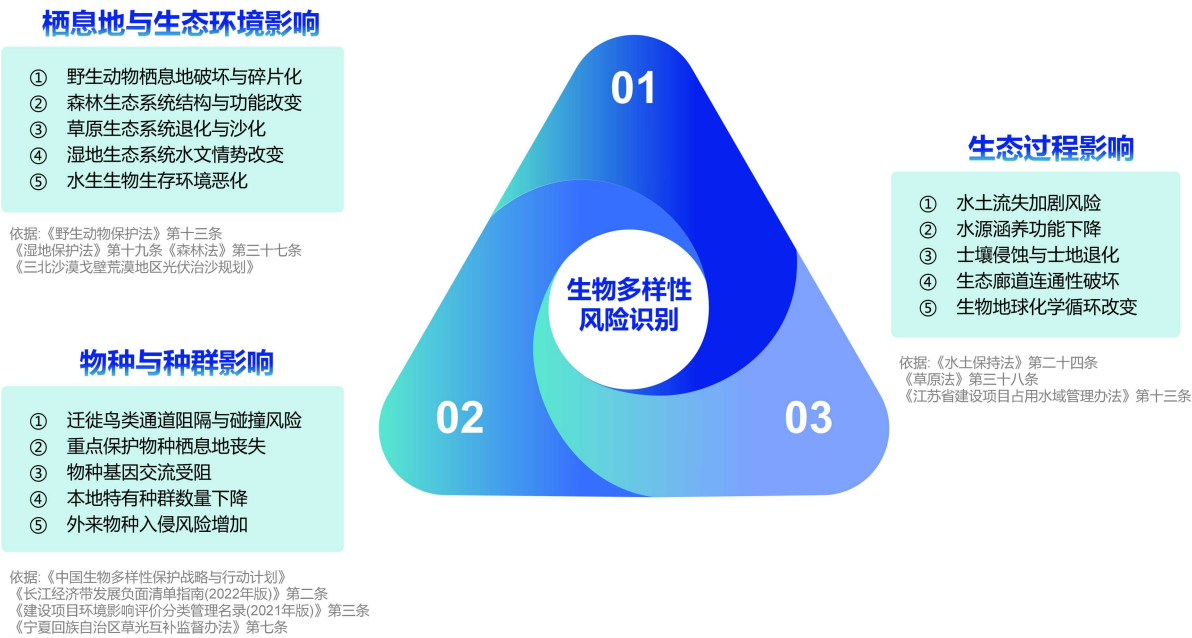 栖息地与生态环境影响
① 野生动物栖息地破坏与碎片化
② 森林生态系统结构与功能改变
③ 草原生态系统退化与沙化
④ 湿地生态系统水文情势改变
⑤ 水生生物生存环境恶化
依据:《野生动物保护法》第十三条
《湿地保护法》第十九条《森林法》第三十七条
《三北沙漠戈壁荒漠地区光伏治沙规划》
物种与种群影响
① 迁徙鸟类通道阻隔与碰撞风险
② 重点保护物种栖息地丧失
③ 物种基因交流受阻
④ 本地特有种群数量下降
⑤ 外来物种入侵风险增加
依据:《中国生物多样性保护战略与行动计划》
《长江经济带发展负面清单指南(2022年版)》第二条
《建设项目环境影响评价分类管理名录(2021年版)》第三条
《宁夏回族自治区草光互补监督办法》第七条
01
02
03
生物多样性
风险识别
生态过程影响
① 水土流失加剧风险
② 水源涵养功能下降
③ 士壤侵蚀与士地退化
④ 生态廊道连通性破坏
⑤ 生物地球化学循环改变
依据:《水土保持法》第二十四条
《草原法》第三十八条
《江苏省建设项目占用水域管理办法》第十三条